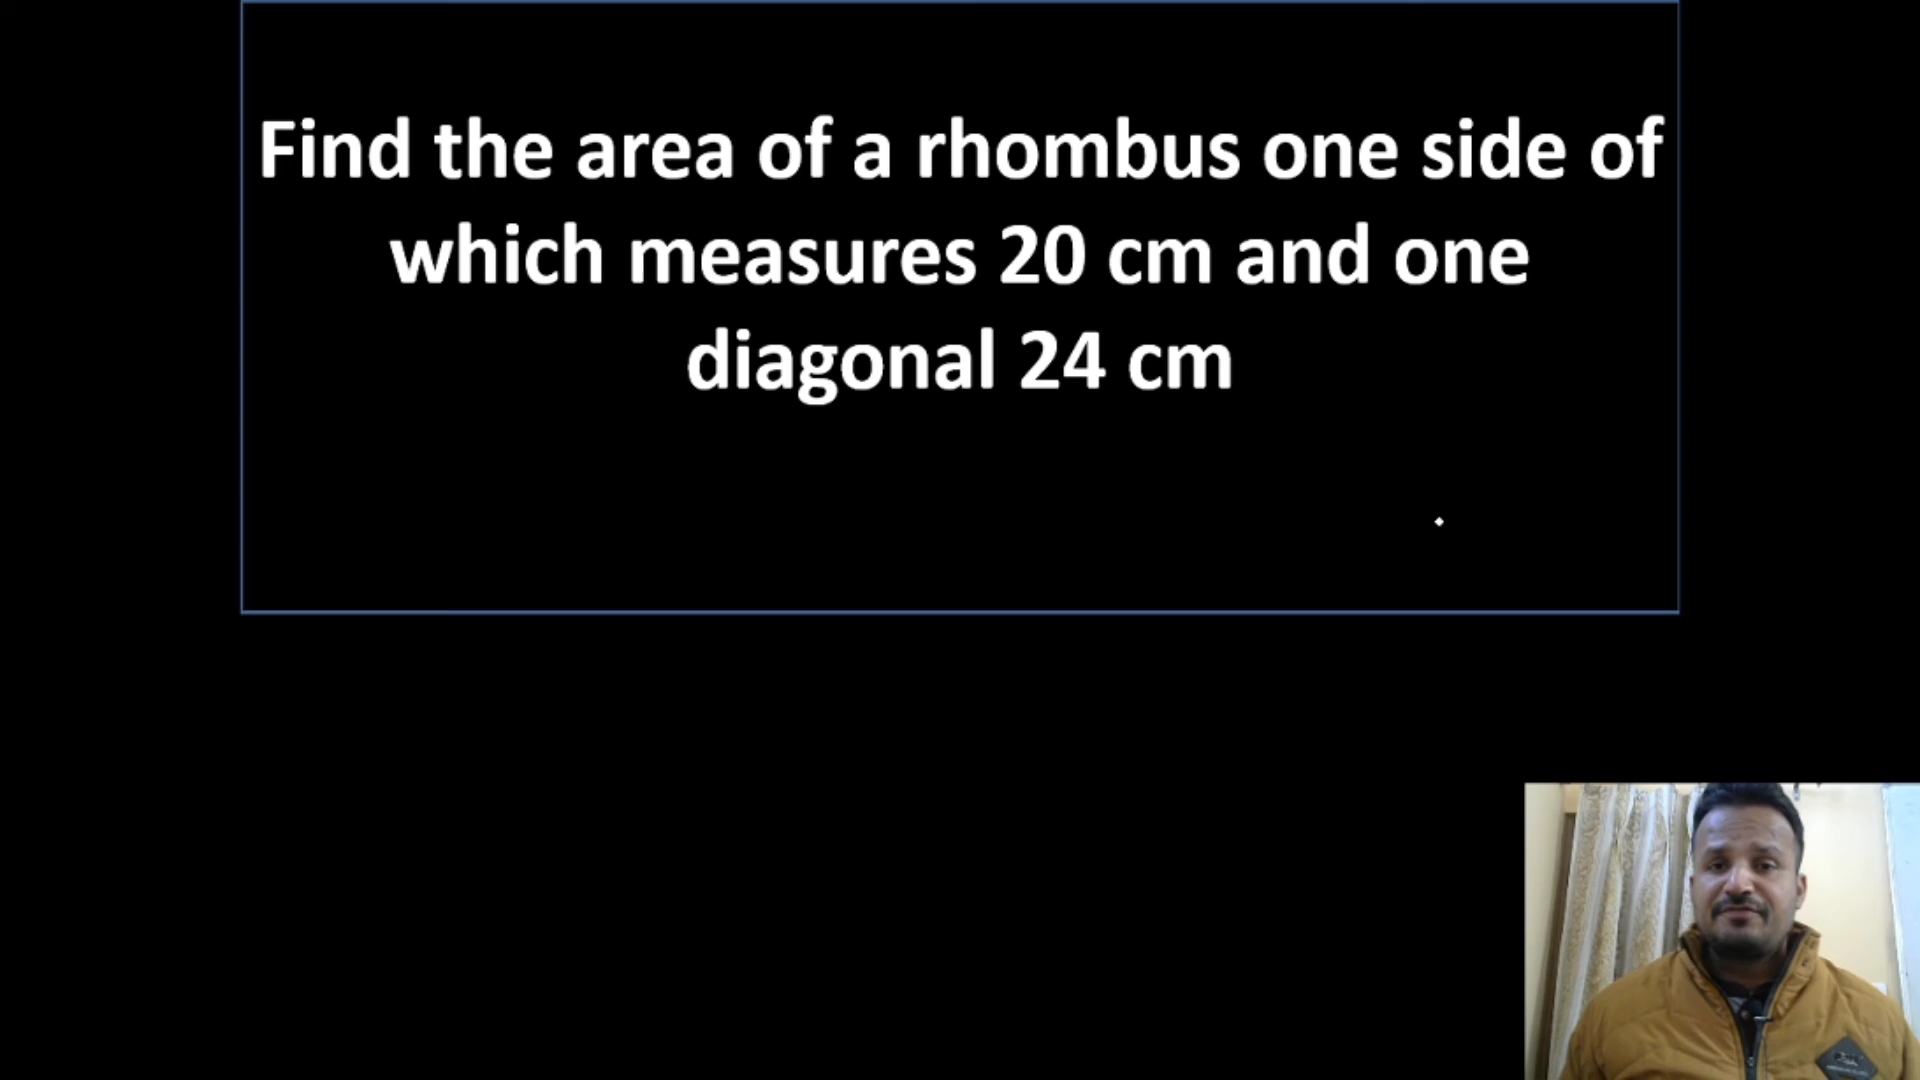 Find the area of a rhombus one side of
which measures 20 cm and one
diagonal 24 cm